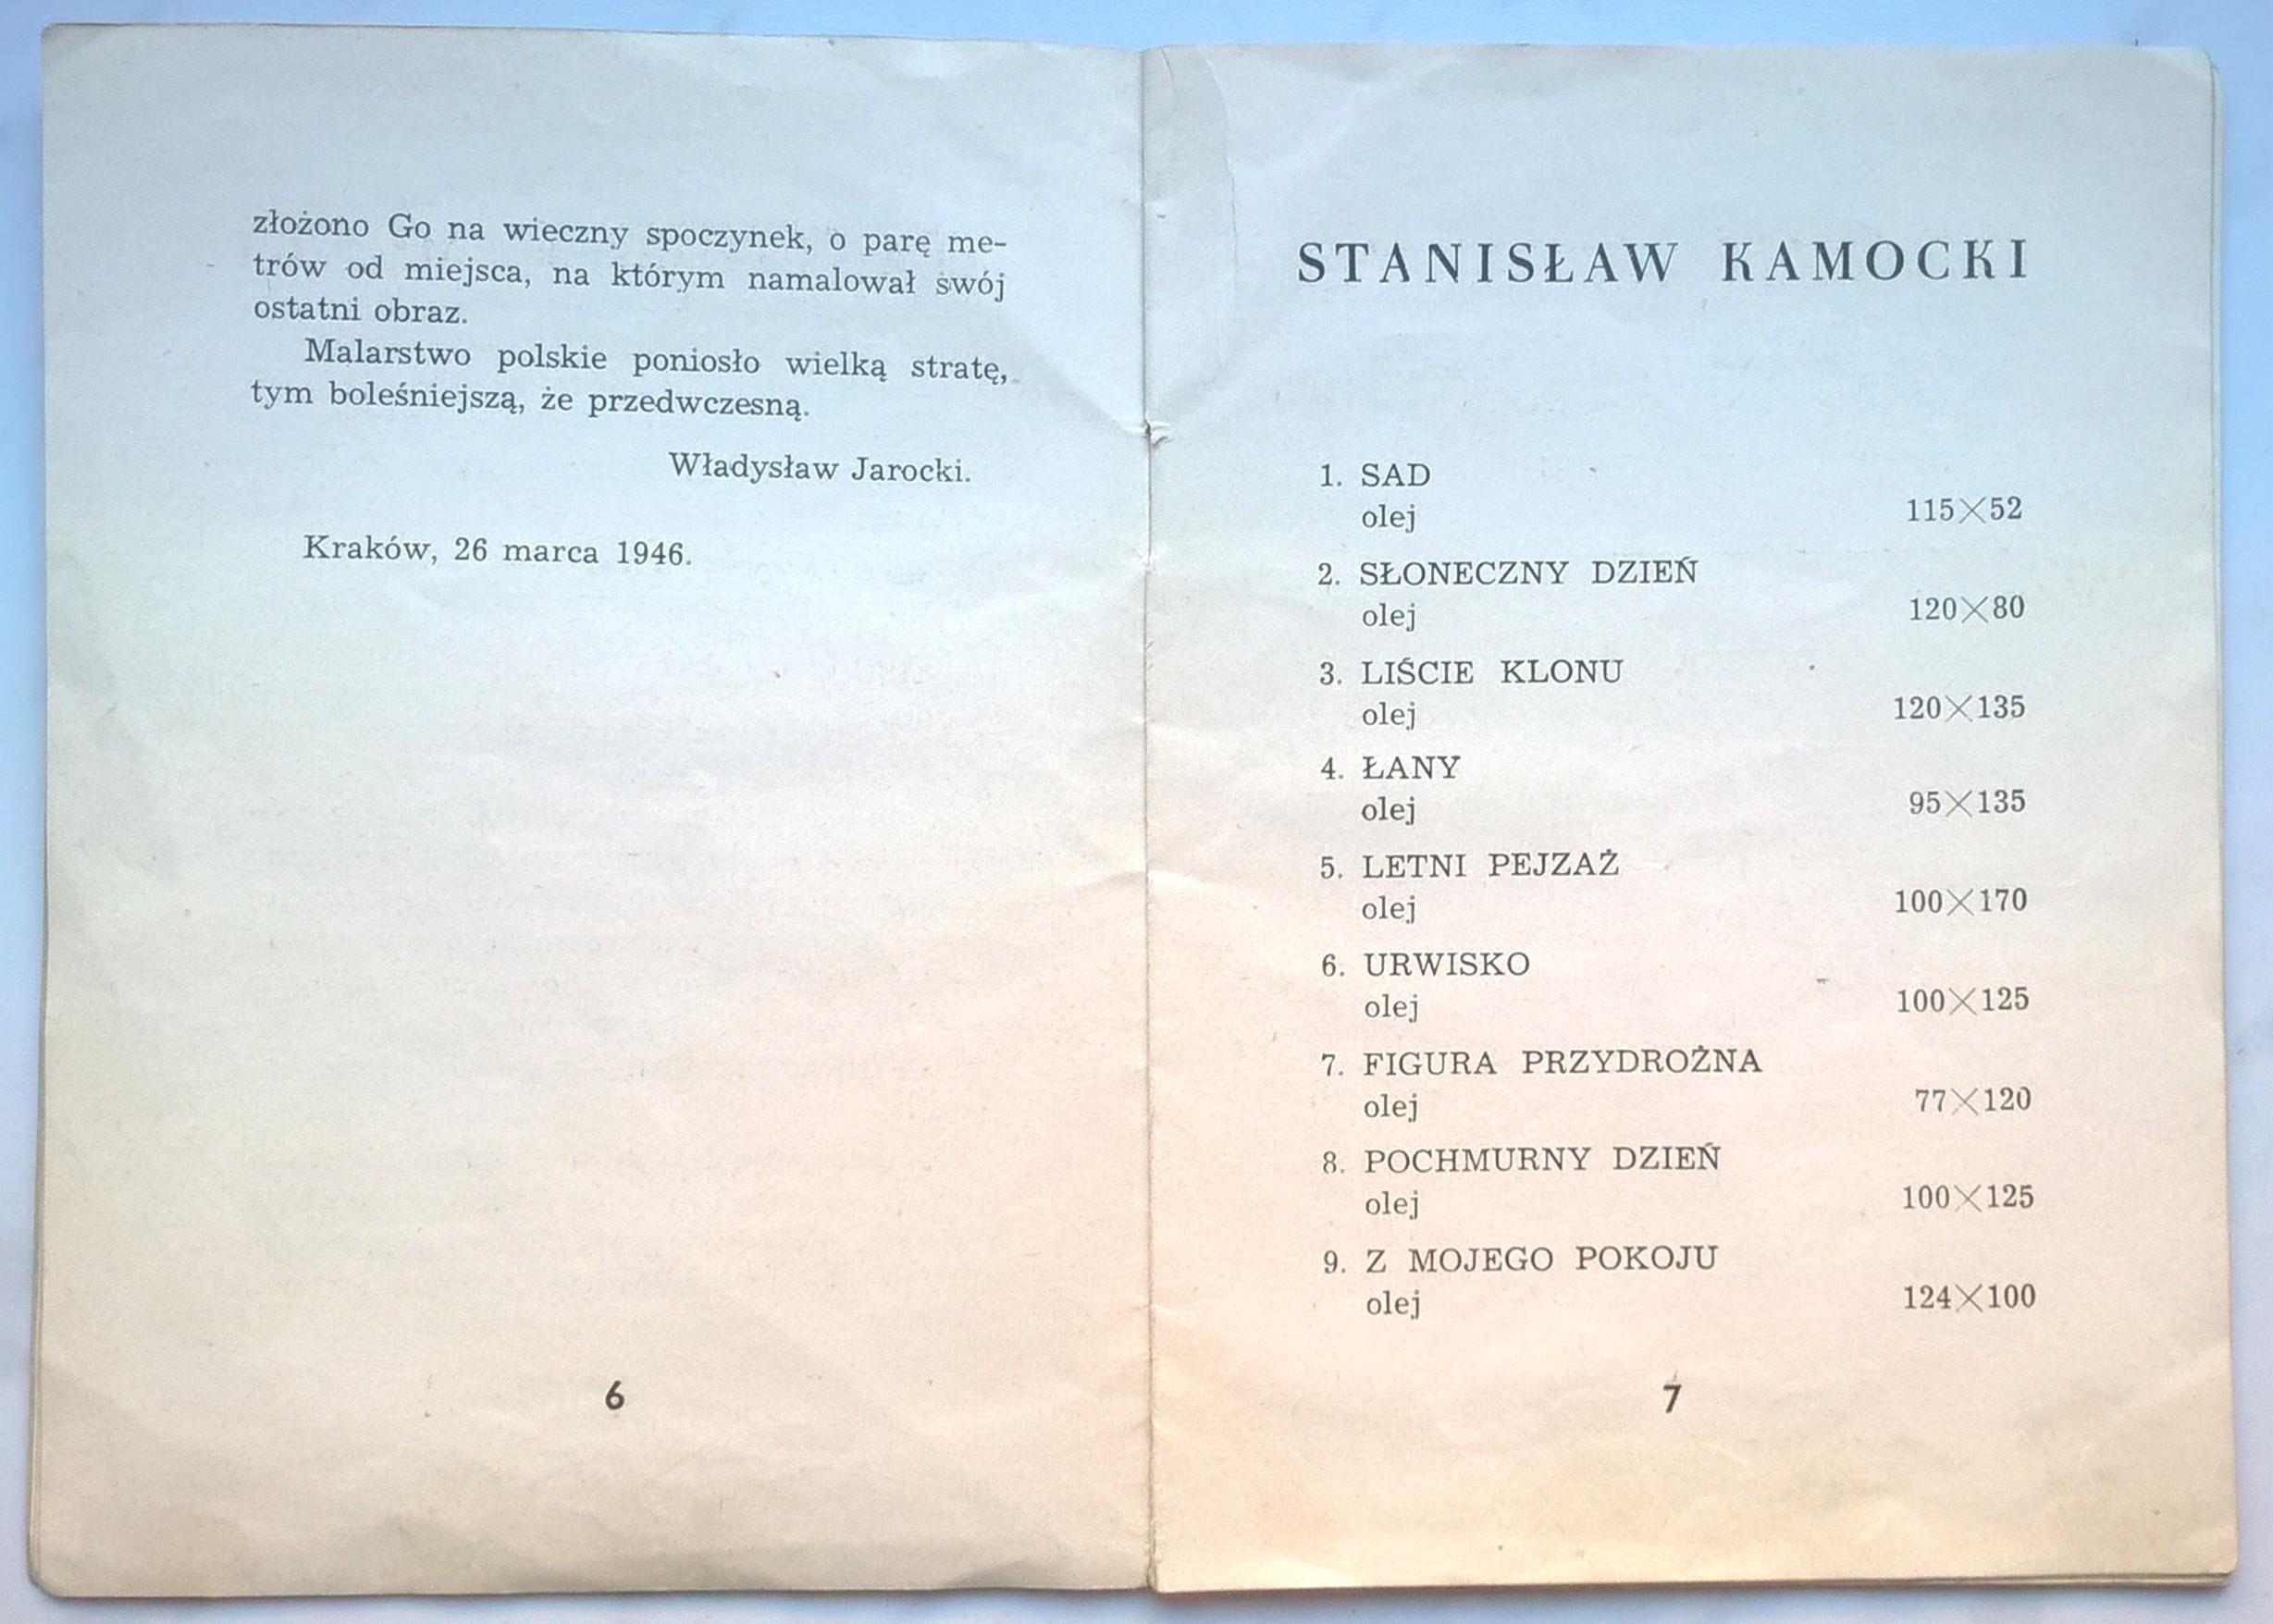 złożono Go na wieczny spoczynek, o parę me-
trów od miejsca, na którym namalował swój
ostatni obraz.
Malarstwo polskie poniosło wielką stratę,
tym boleśniejszą, że przedwczesną.
Władysław Jarocki.
Kraków, 26 marca 1946.
6
STANISŁAW KAMOCKI
1. SAD
olej 115×52
2. SŁONECZNY DZIEŃ
olej 120×80
3. LIŚCIE KLONU
olej 120×135
4. ŁANY
olej 95×135
5. LETNI PEJZAŻ
olej 100×170
6. URWISKO
olej 100×125
7. FIGURA PRZYDROŻNA
olej 77×120
8. POCHMURNY DZIEŃ
olej 100×125
9. Z MOJEGO POKOJU
olej 124×100
7